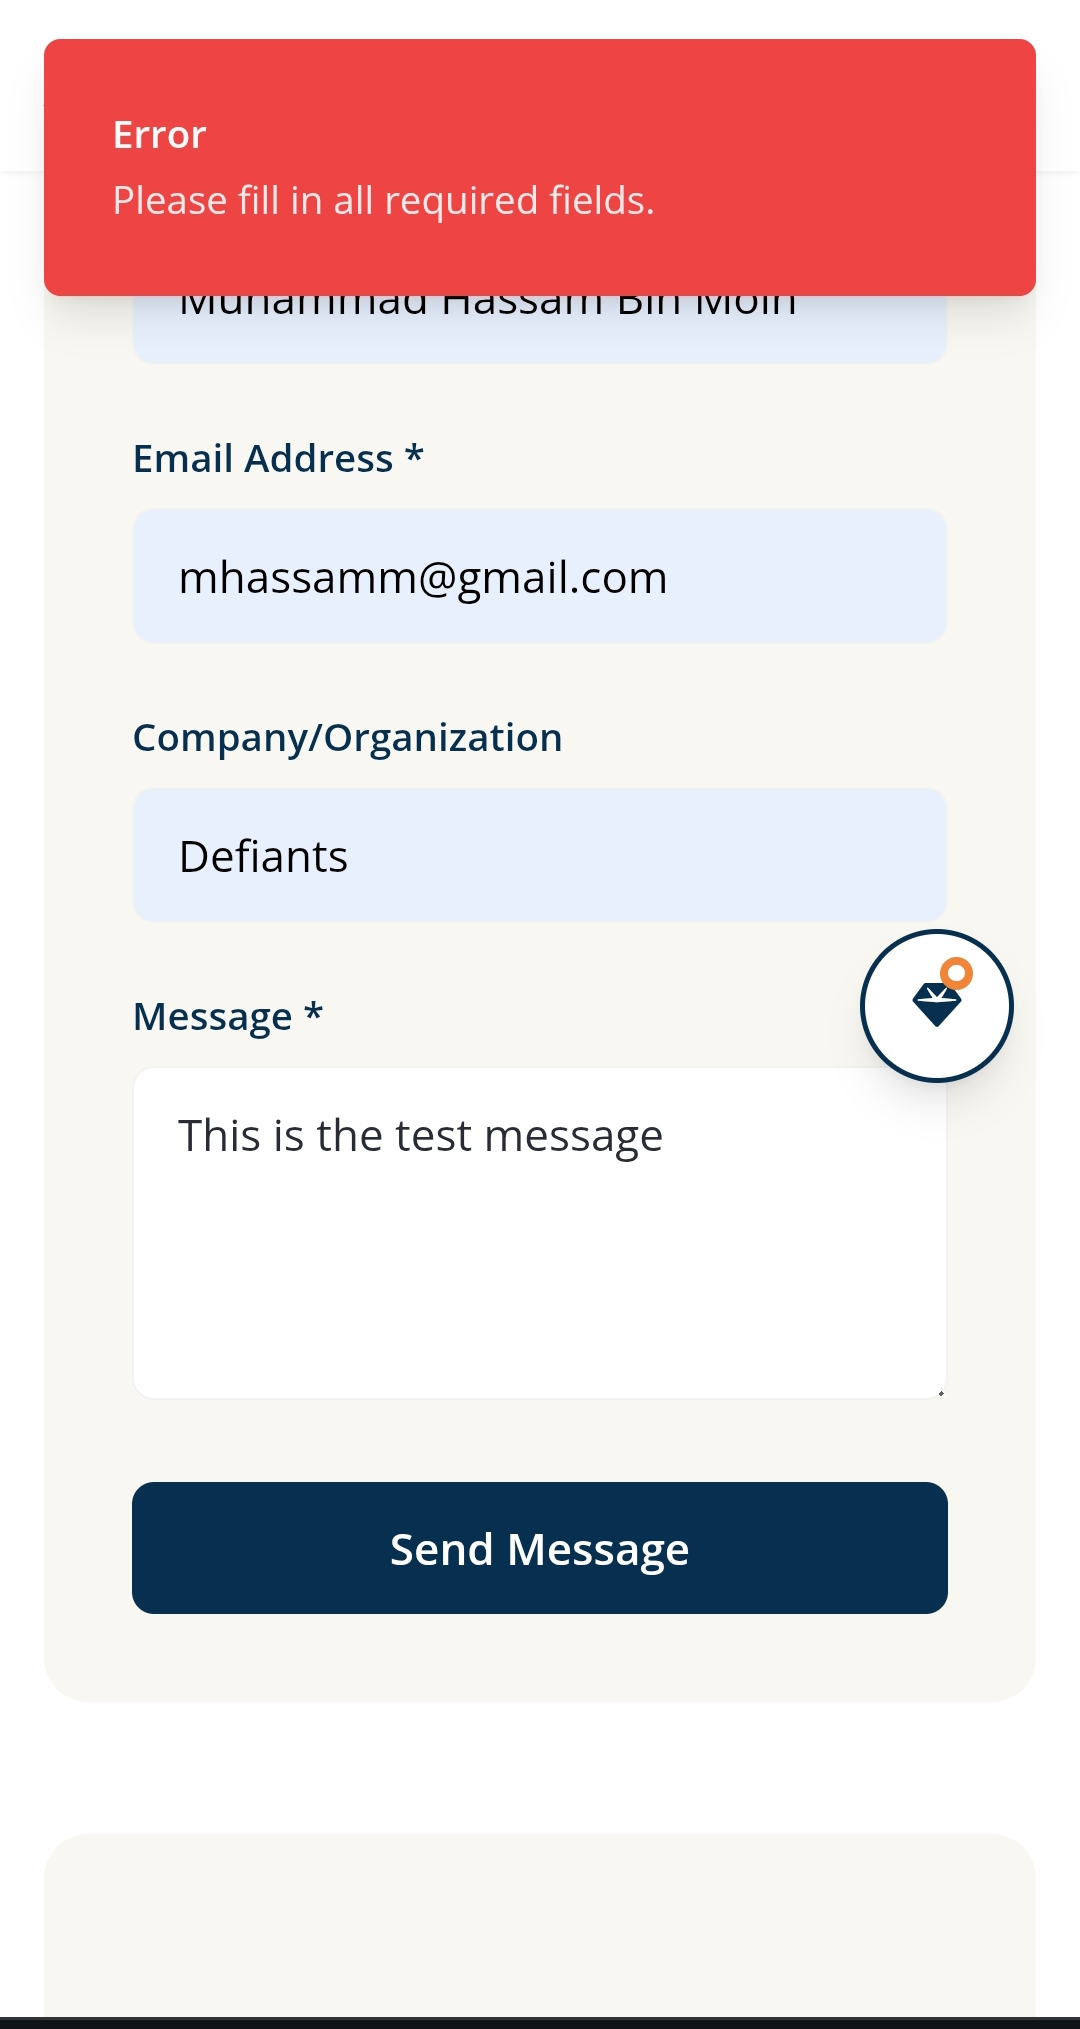 Error
Please fill in all required fields.
Muhammad Hassam Bin Moin
Email Address *
mhassamm@gmail.com
Company/Organization
Defiants
Message *
This is the test message
Send Message